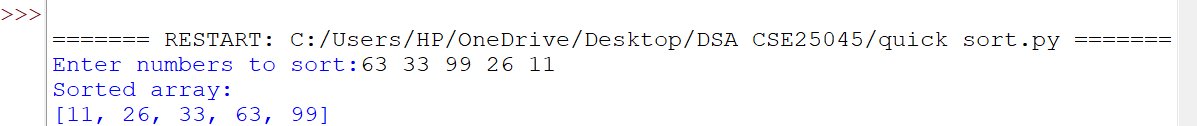 >>>
======= RESTART: C:/Users/HP/OneDrive/Desktop/DSA CSE25045/quick sort.py =======
Enter numbers to sort:63 33 99 26 11
Sorted array:
[11, 26, 33, 63, 99]